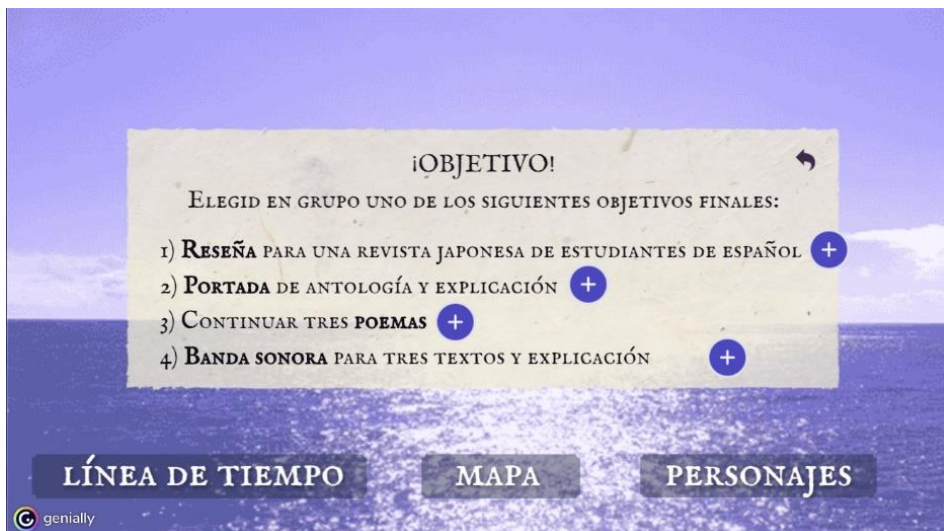 ¡OBJETIVO!
Elegid en grupo uno de los siguientes objetivos finales:
1) Reseña para una revista japonesa de estudiantes de español
2) Portada de antología y explicación
3) Continuar tres poemas
4) Banda sonora para tres textos y explicación
LÍNEA DE TIEMPO
MAPA
PERSONAJES
genially